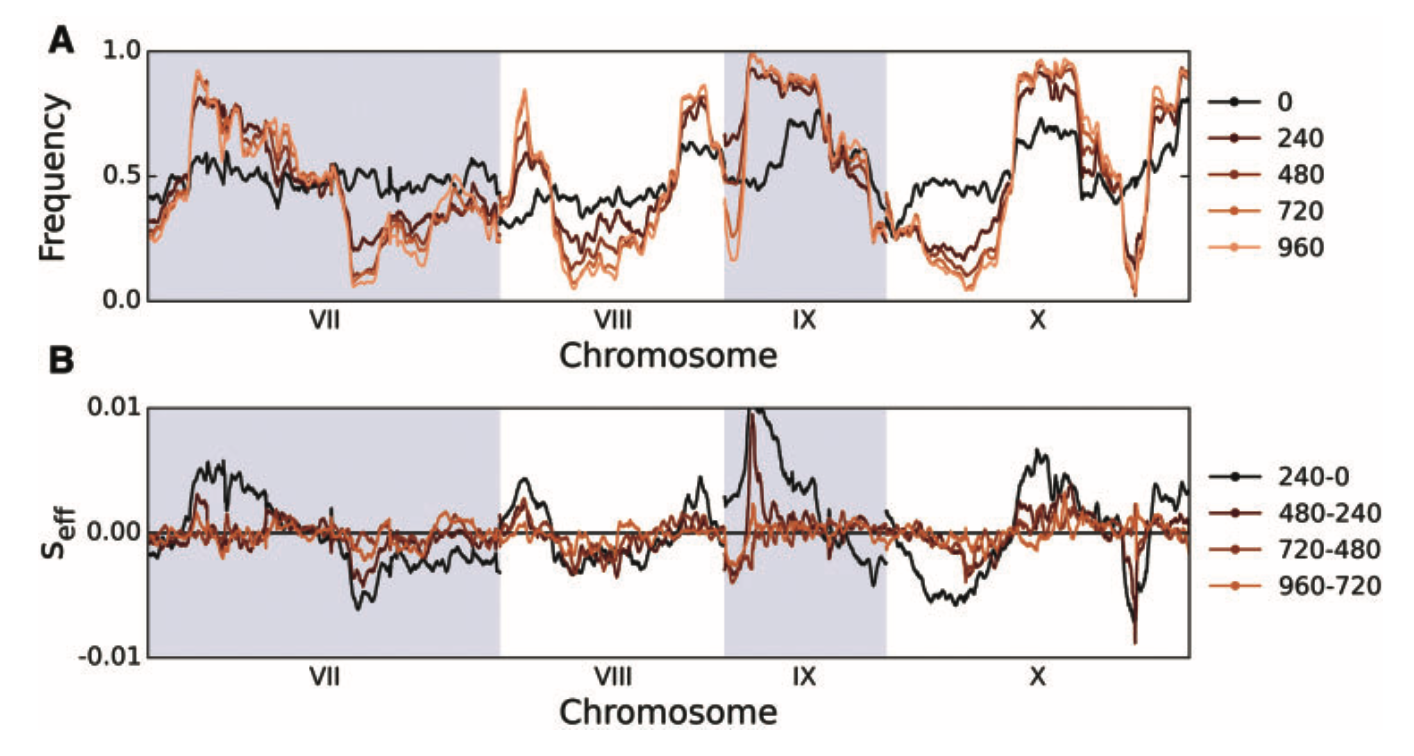 A
1.0
0.5
0.0
Frequency
VII VIII IX X
Chromosome
0
240
480
720
960
B
0.01
0.00
-0.01
seff
VII VIII IX X
Chromosome
240-0
480-240
720-480
960-720